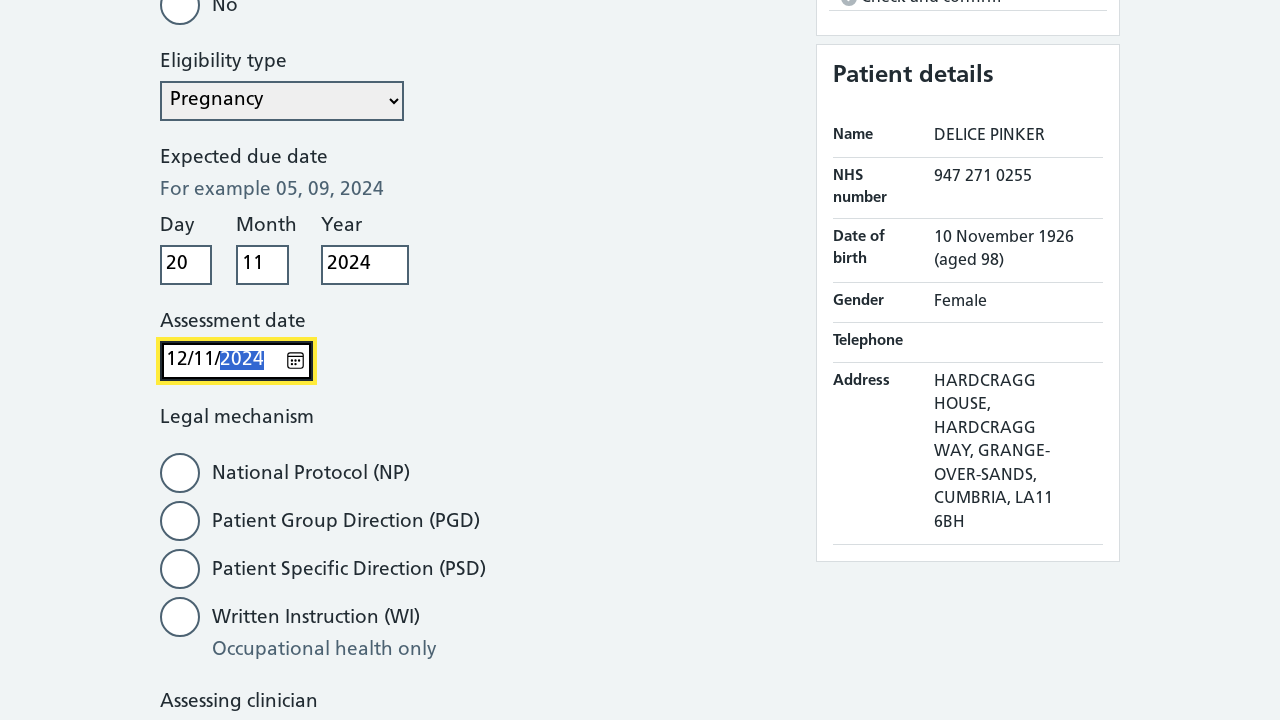 No
Eligibility type
Pregnancy
Expected due date
For example 05, 09, 2024
Day Month Year
20 11 2024
Assessment date
12/11/2024
Legal mechanism
National Protocol (NP)
Patient Group Direction (PGD)
Patient Specific Direction (PSD)
Written Instruction (WI)
Occupational health only
Assessing clinician
Check and confirm
Patient details
Name DELICE PINKER
NHS number 947 271 0255
Date of birth 10 November 1926 (aged 98)
Gender Female
Telephone
Address HARDCRAGG
HOUSE,
HARDCRAGG
WAY, GRANGE-
OVER-SANDS,
CUMBRIA, LA11
6BH